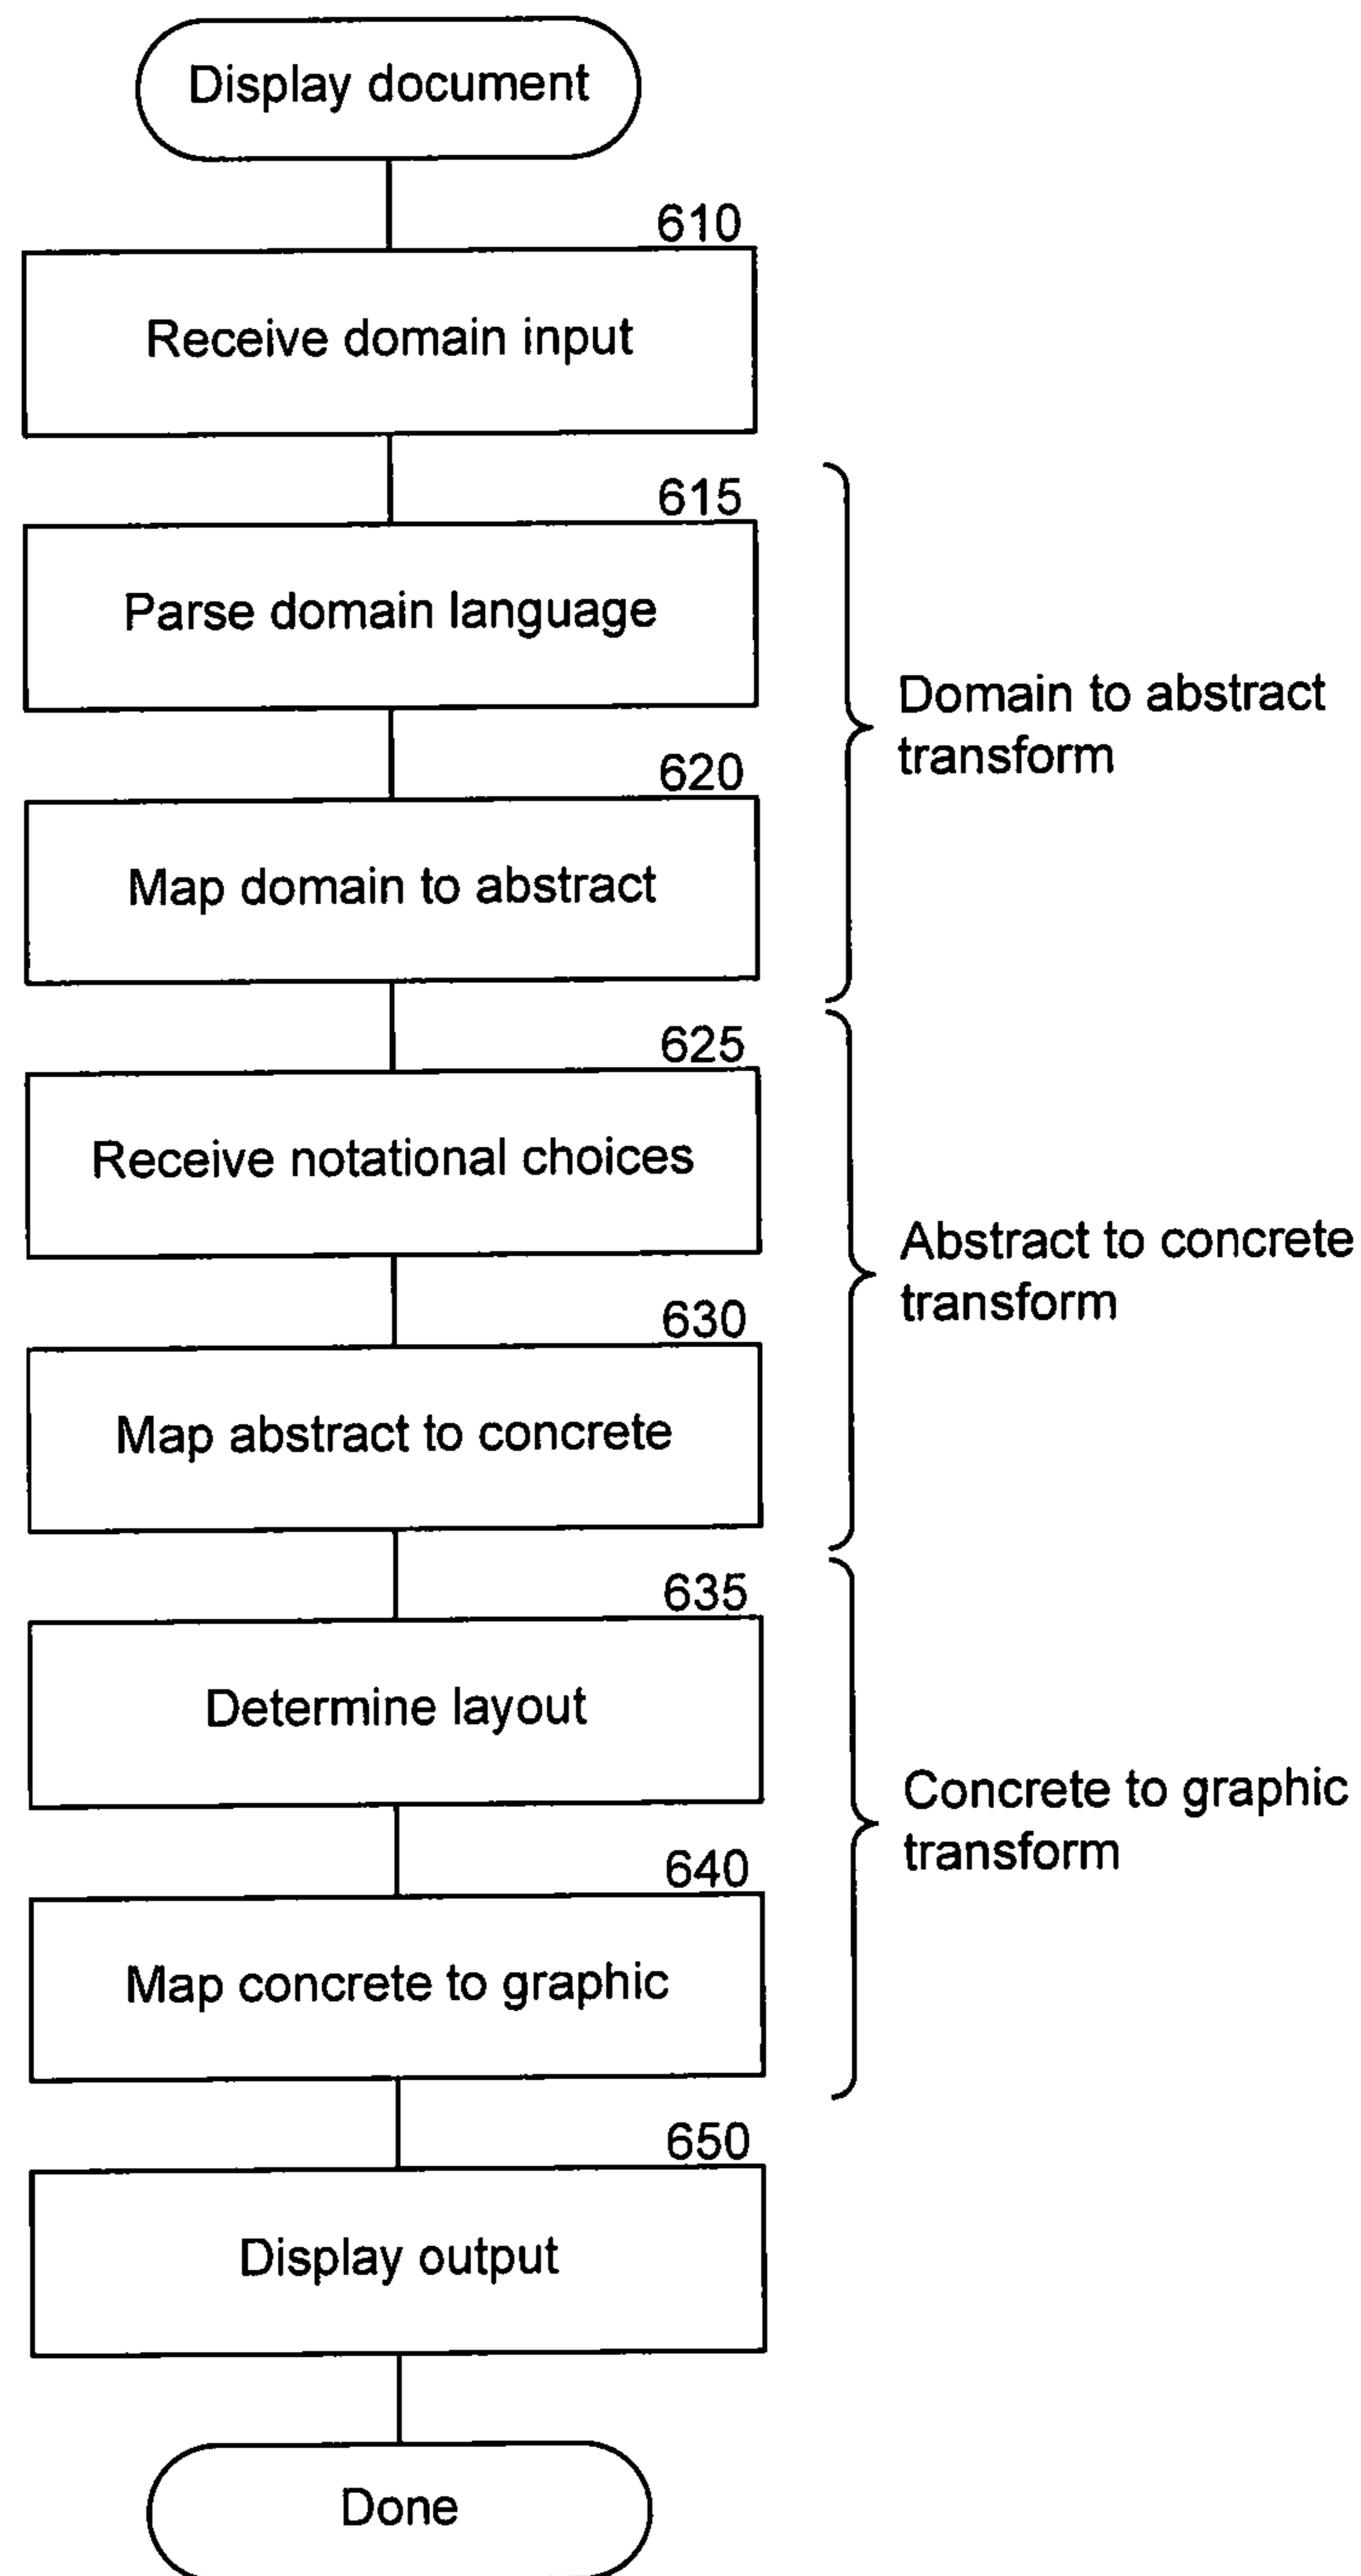 Display document
610
Receive domain input
615
Parse domain language
620
Map domain to abstract
Domain to abstract
transform
625
Receive notational choices
630
Map abstract to concrete
Abstract to concrete
transform
635
Determine layout
640
Map concrete to graphic
Concrete to graphic
transform
650
Display output
Done